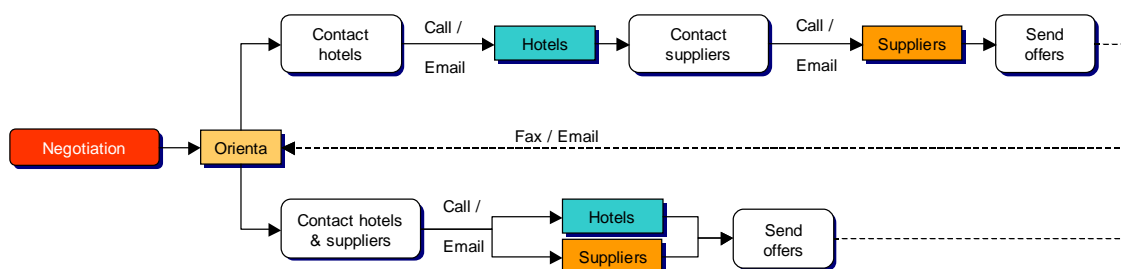 Contact
hotels
Call /
Email
Hotels
Contact
suppliers
Call /
Email
Suppliers
Send
offers
Negotiation
Orienta
Fax / Email
Contact hotels
& suppliers
Call /
Email
Hotels
Suppliers
Send
offers